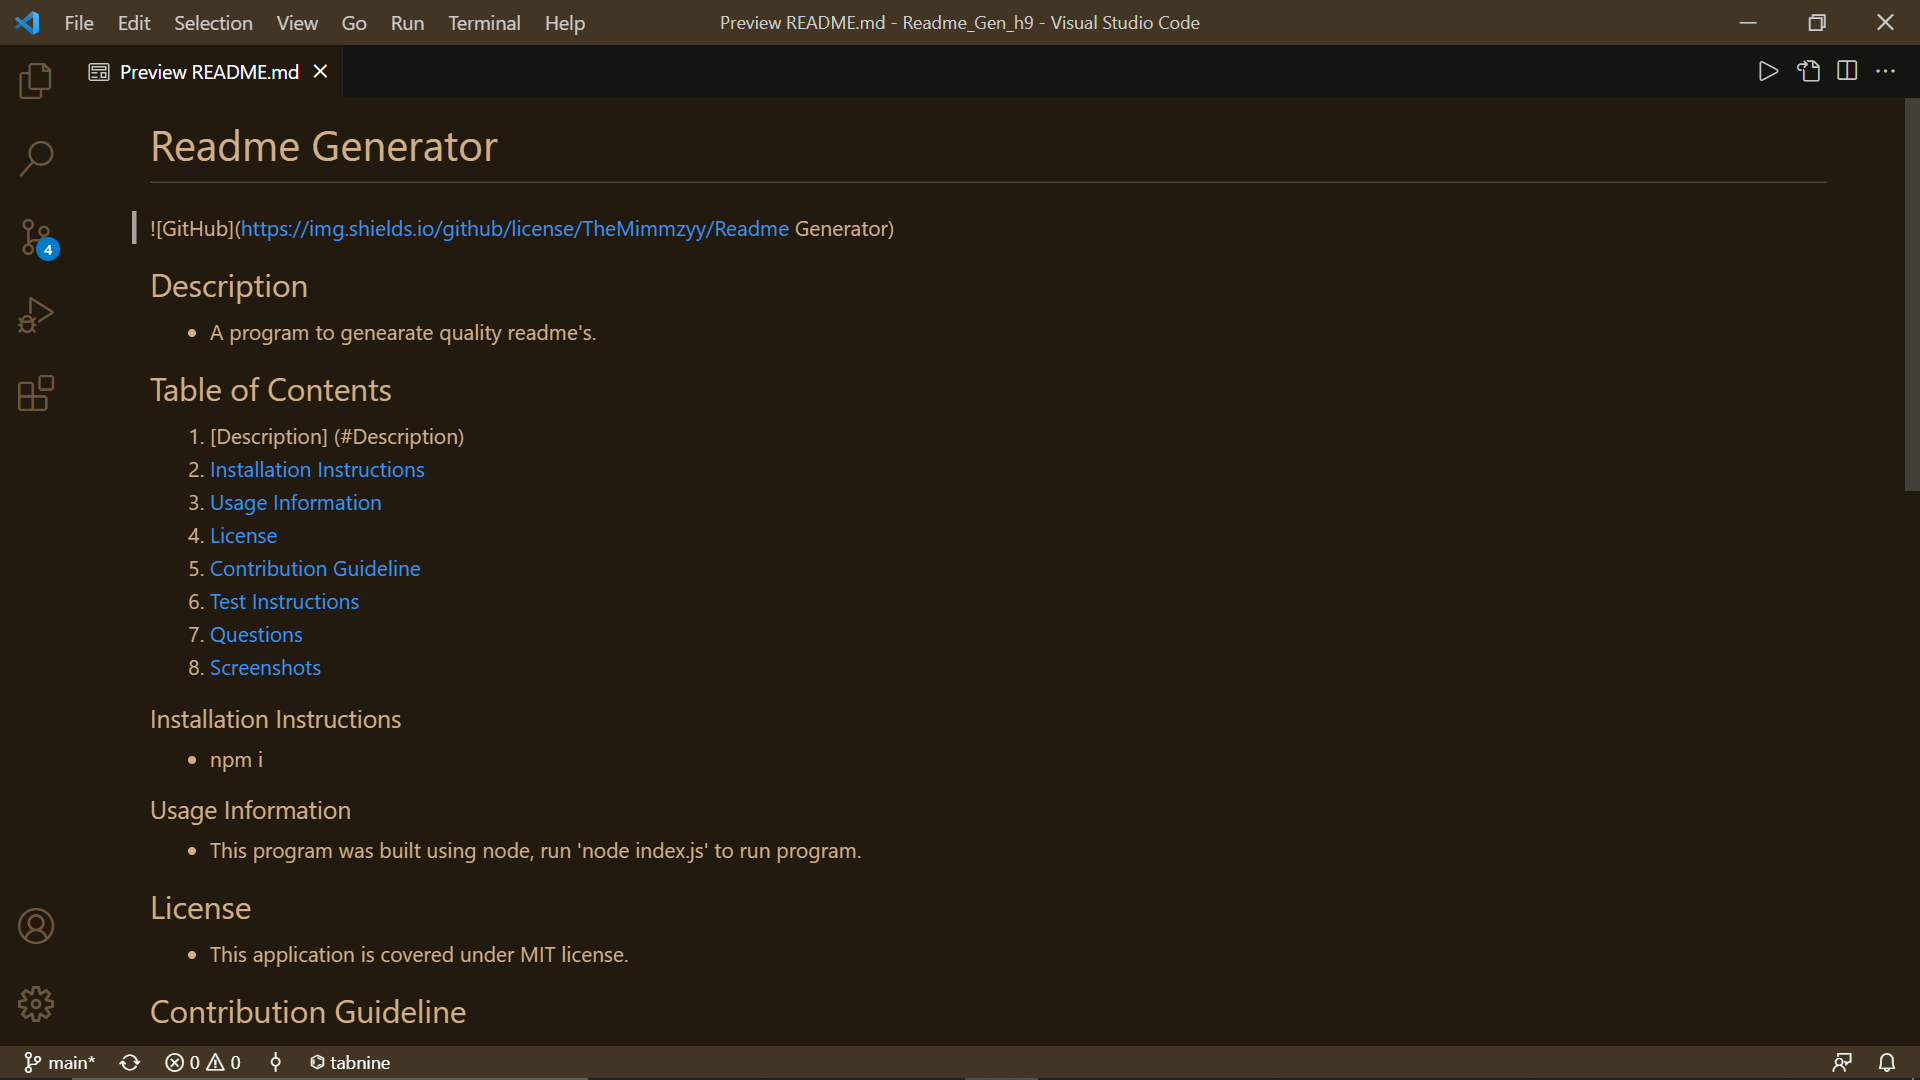 File Edit Selection View Go Run Terminal Help Preview README.md - Readme_Gen_h9 - Visual Studio Code
Preview README.md
Readme Generator
![GitHub](https://img.shields.io/github/license/TheMimmzyy/Readme Generator)
4
Description
• A program to genearate quality readme's.
Table of Contents
1. [Description] (#Description)
2. Installation Instructions
3. Usage Information
4. License
5. Contribution Guideline
6. Test Instructions
7. Questions
8. Screenshots
Installation Instructions
• npm i
Usage Information
• This program was built using node, run 'node index.js' to run program.
License
• This application is covered under MIT license.
Contribution Guideline
main* 0 0 tabnine